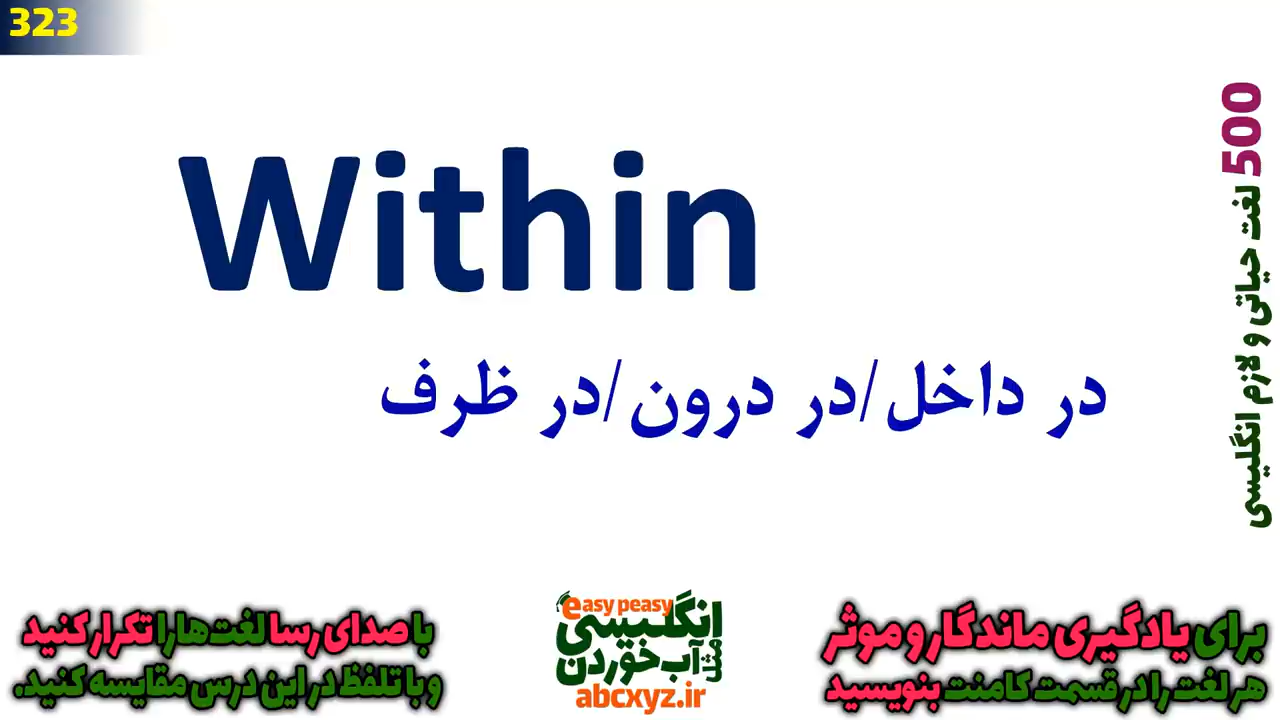 323
Within
در داخل/در درون/در ظرف
500 لغت حیاتی و لازم انگلیسی
برای یادگیری ماندگار و موثر
هر لغت را در قسمت کامنت بنویسید
easy peasy
انگلیسی
مثل آب خوردن
abcxyz.ir
با صدای رسا لغت‌ها را تکرار کنید
و با تلفظ در این درس مقایسه کنید.